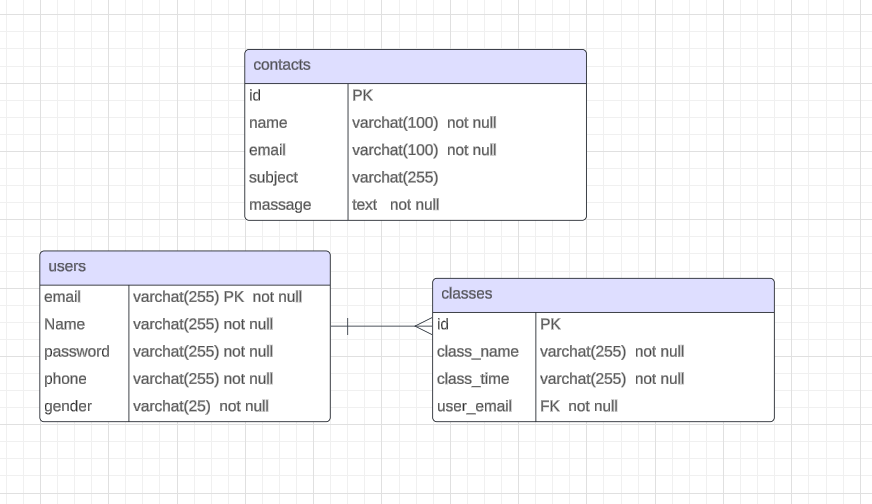 contacts
id PK
name varchat(100) not null
email varchat(100) not null
subject varchat(255)
massage text not null
users
email varchat(255) PK not null
Name varchat(255) not null
password varchat(255) not null
phone varchat(255) not null
gender varchat(25) not null
classes
id PK
class_name varchat(255) not null
class_time varchat(255) not null
user_email FK not null